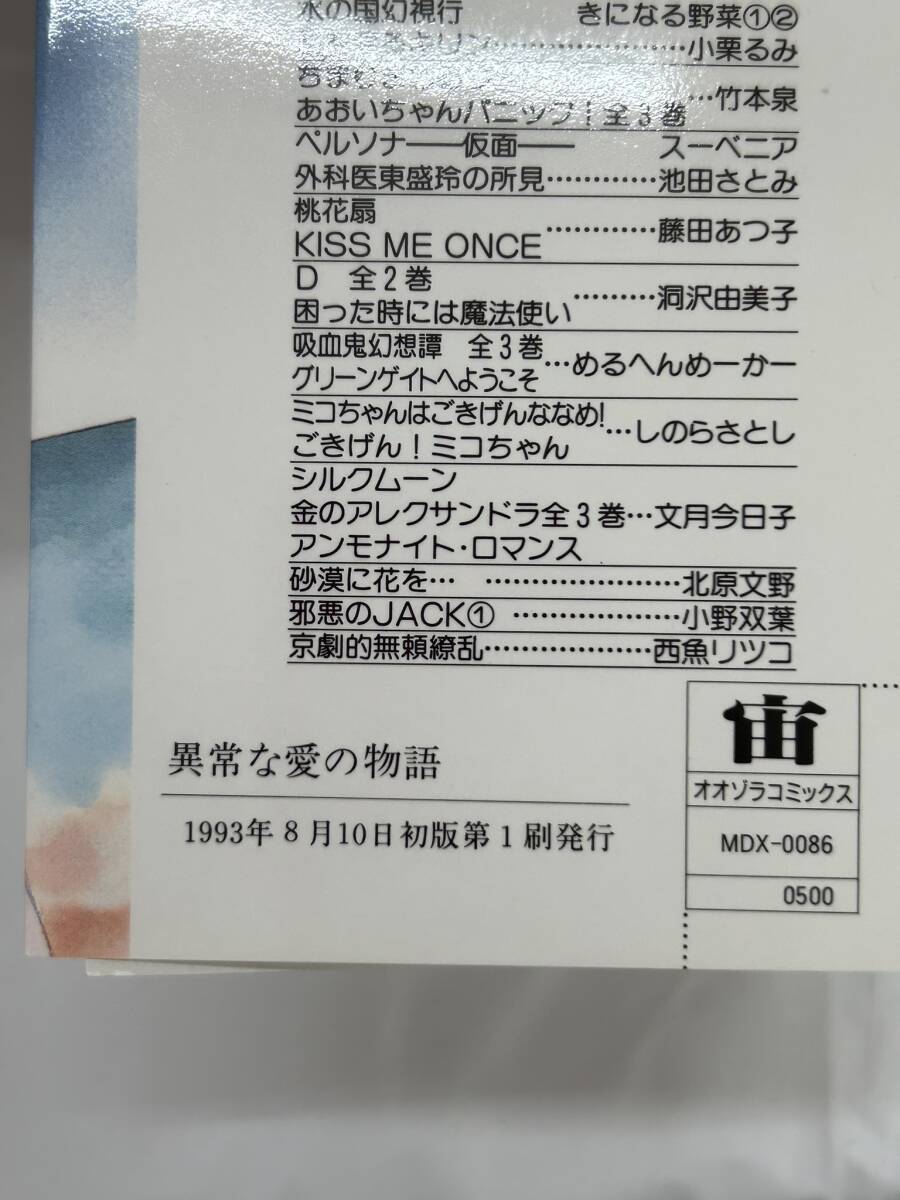 水の国幻視行 きになる野菜①②
……………………小栗るみ
…竹本泉
あおいちゃんパニック！全3巻
ペルソナ──仮面── スーベニア
外科医東盛玲の所見…………池田さとみ
桃花扇
…………藤田あつ子
KISS ME ONCE
D 全2巻
………洞沢由美子
困った時には魔法使い
吸血鬼幻想譚 全3巻
…めるへんめーかー
グリーンゲイトへようこそ
ミコちゃんはごきげんななめ!
…しのらさとし
ごきげん！ミコちゃん
シルクムーン
金のアレクサンドラ全3巻…文月今日子
アンモナイト・ロマンス
砂漠に花を… …………………北原文野
邪悪のJACK① ………………小野双葉
京劇的無頼繚乱………………西魚リツコ
宙
オオゾラコミックス
MDX-0086
0500
異常な愛の物語
1993年8月10日初版第1刷発行